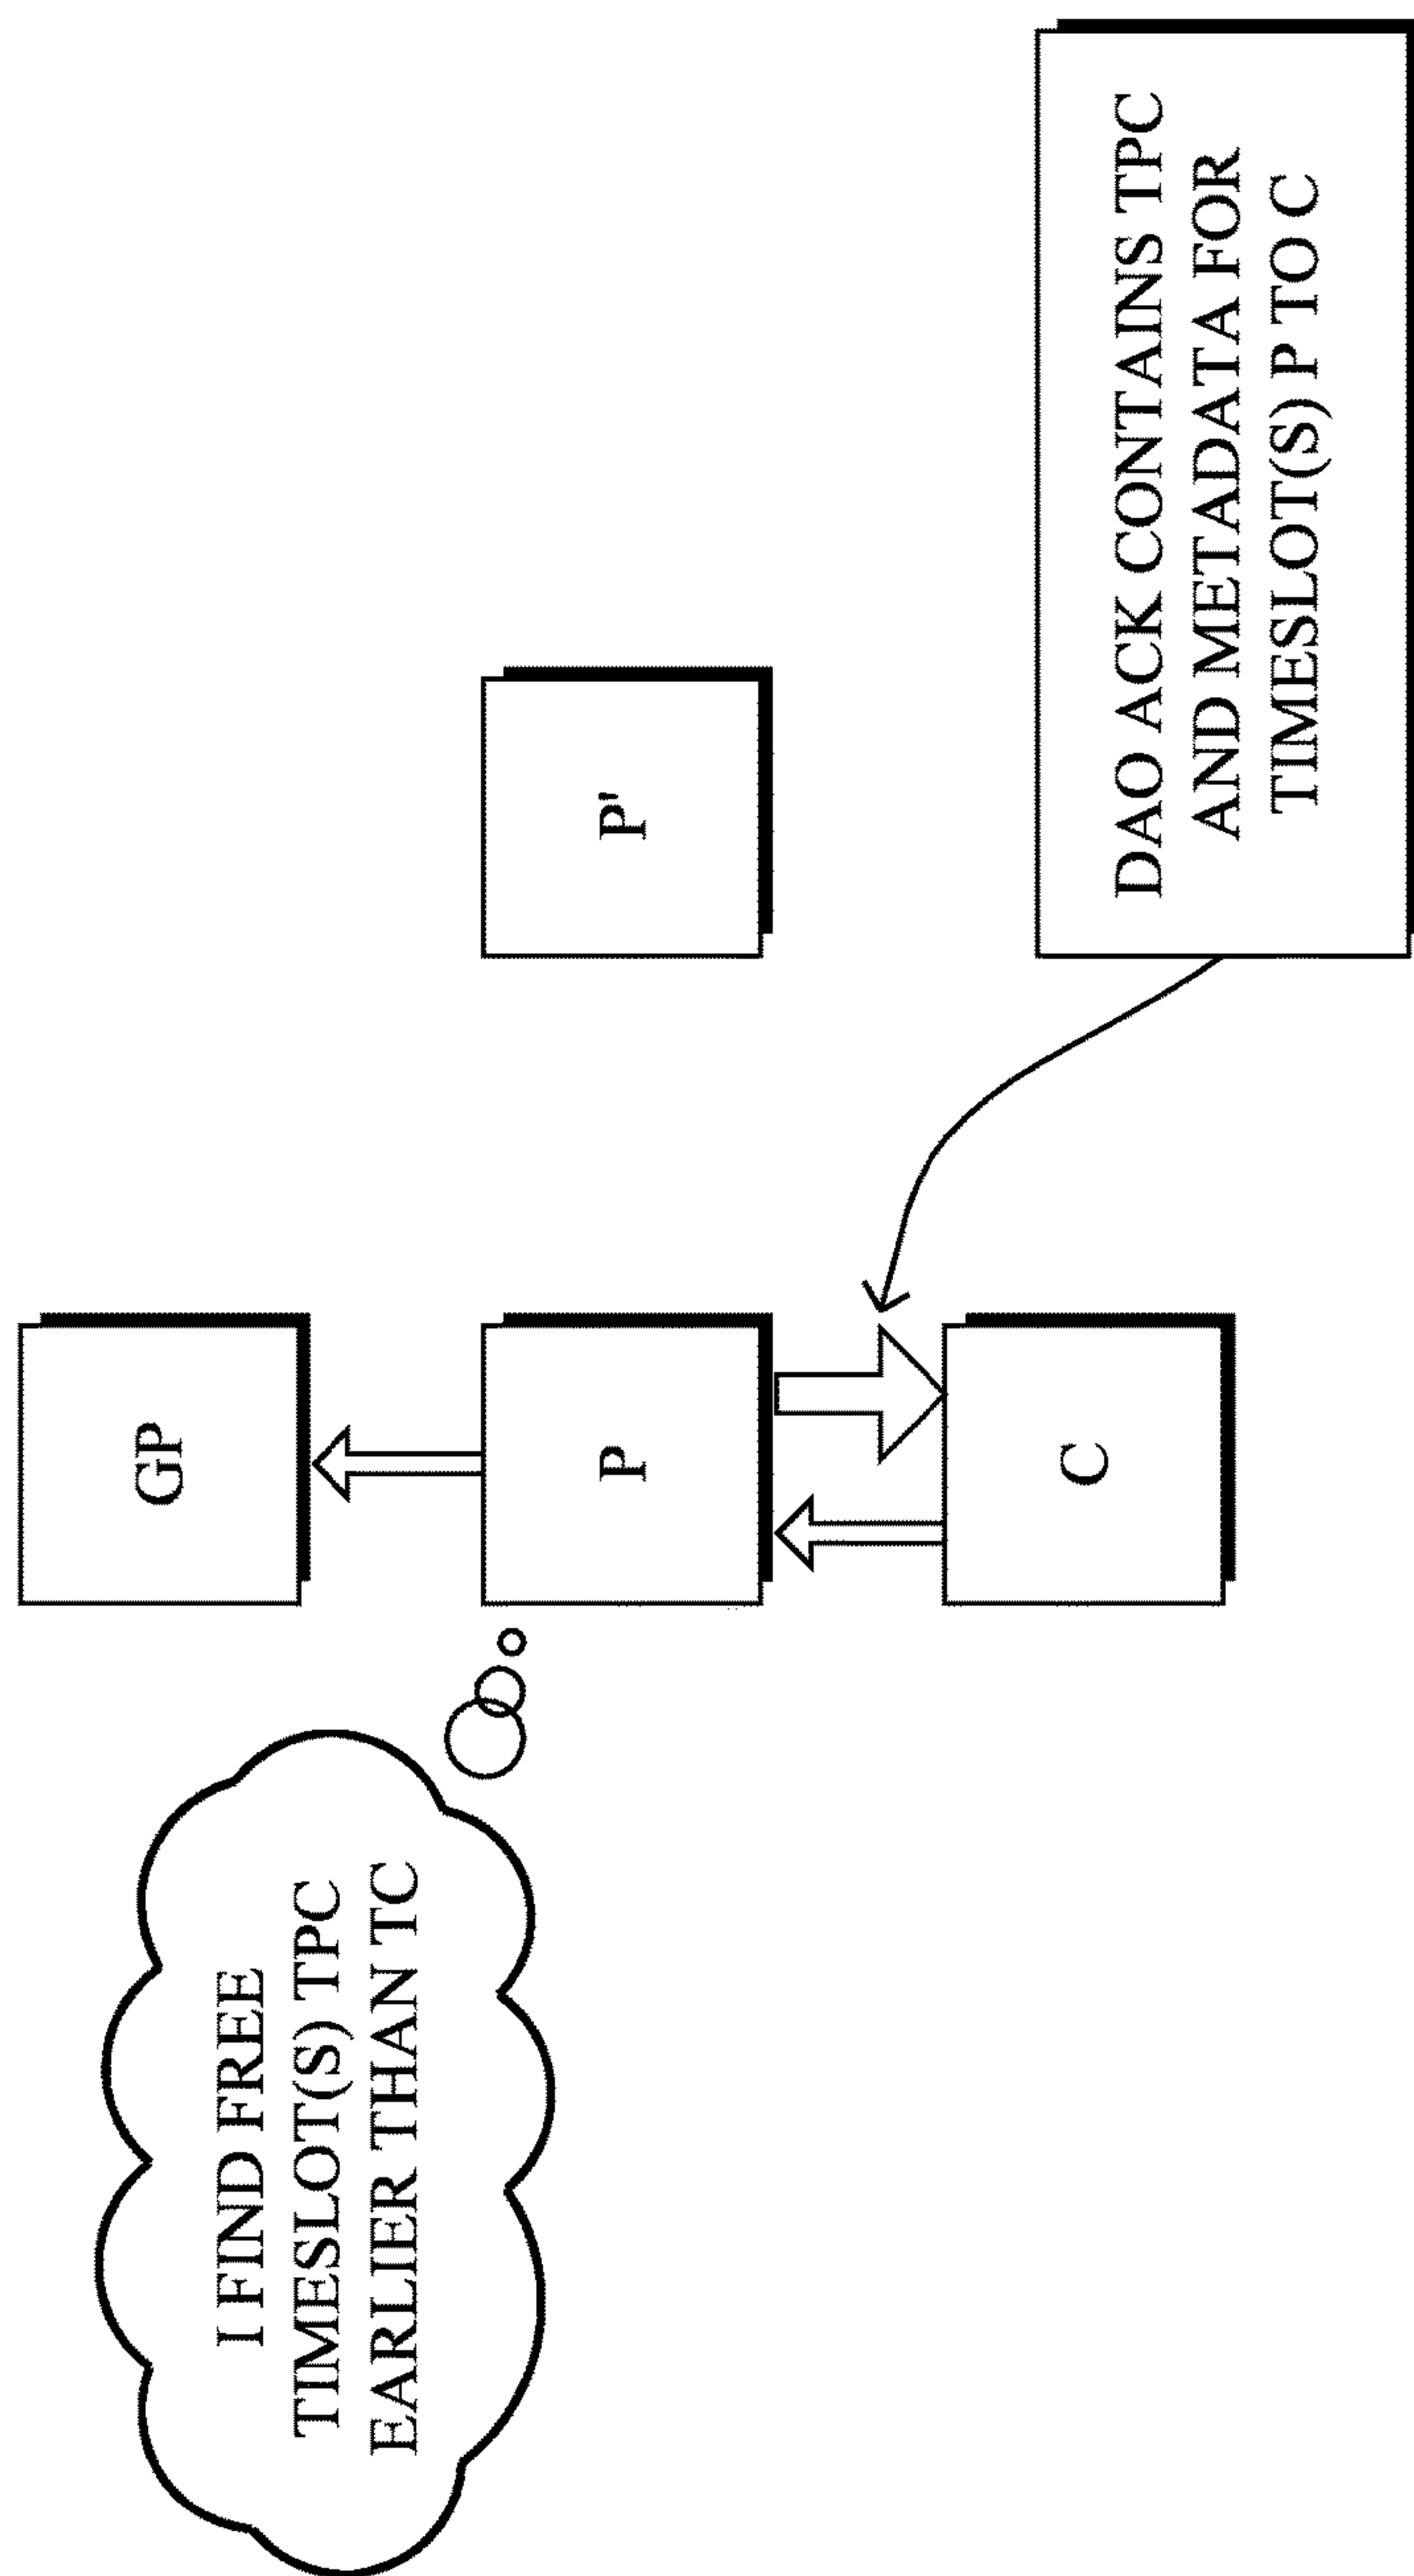 I FIND FREE
TIMESLOT(S) TPC
EARLIER THAN TC
GP
P
P'
C
DAO ACK CONTAINS TPC
AND METADATA FOR
TIMESLOT(S) P TO C